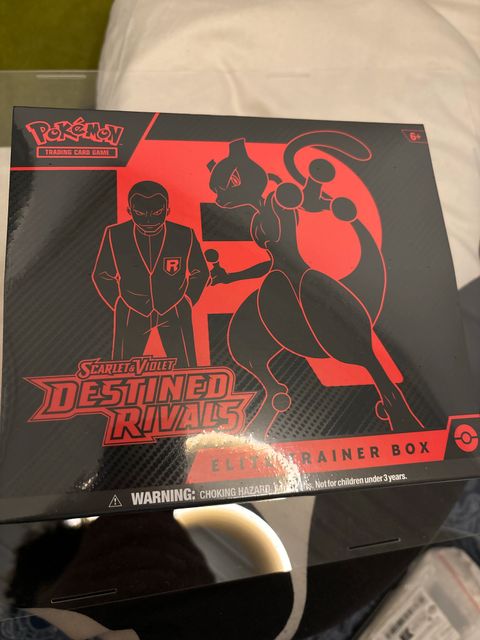 POKéMON
TRADING CARD GAME
6+
R
SCARLET & VIOLET
DESTINED
RIVALS
ELITE TRAINER BOX
WARNING: CHOKING HAZARD. Not for children under 3 years.